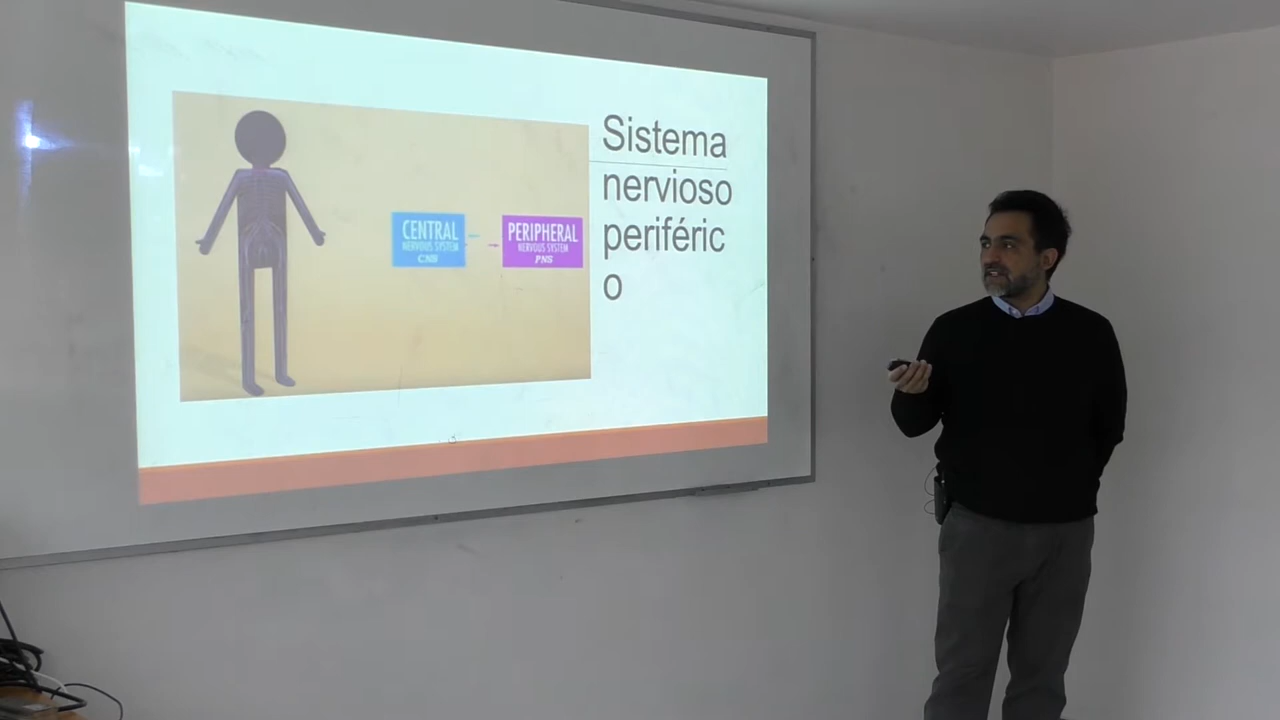 Sistema
nervioso
periféric
o
CENTRAL
NERVOUS SYSTEM
CNS
PERIPHERAL
NERVOUS SYSTEM
PNS